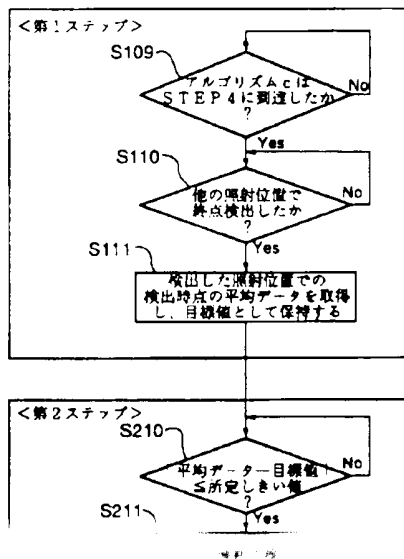 <第1ステップ>
S109
アルゴリズムcは
STEP4に到達したか
?
No
Yes
S110
他の照射位置で
終点検出したか
?
No
Yes
S111
検出した照射位置での
検出時点の平均データを取得
し、目標値として保持する
<第2ステップ>
S210
平均データー目標値|
≦所定しきい値
?
No
Yes
S211